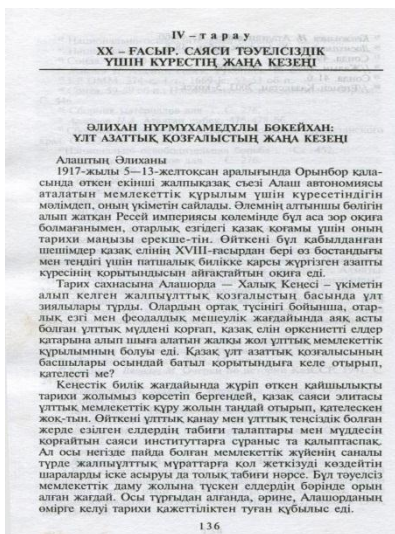 IV – т а р а у
XX – ҒАСЫР. САЯСИ ТӘУЕЛСІЗДІК
ҮШІН КҮРЕСТІҢ ЖАҢА КЕЗЕҢІ
ӘЛИХАН НҰРМҰХАМЕДҰЛЫ БӨКЕЙХАН:
ҰЛТ АЗАТТЫҚ ҚОЗҒАЛЫСТЫҢ ЖАҢА КЕЗЕҢІ
Алаштың Әлиханы
1917-жылы 5—13-желтоқсан аралығында Орынбор қала-
сында өткен екінші жалпықазақ съезі Алаш автономиясы
аталатын мемлекеттік құрылым үшін күресетіндігін
мәлімдеп, оның үкіметін сайлады. Әлемнің алтыншы бөлігін
алып жатқан Ресей империясы көлемінде бұл аса зор оқиға
болмағанымен, отарлық езгідегі қазақ қоғамы үшін оның
тарихи маңызы ерекше-тін. Өйткені бұл қабылданған
шешімдер қазақ елінің XVIII-ғасырдан бері өз бостандығы
мен теңдігі үшін патшалық билікке қарсы жүргізген азаттық
күресінің қорытындысын айғақтайтын оқиға еді.
Тарих сахнасына Алашорда — Халық Кеңесі – үкіметін
алып келген жалпыұлттық қозғалыстың басында ұлт
зиялылары тұрды. Олардың ортақ түсінігі бойынша, отар-
лық езгі мен феодалдық мешеулік жағдайында аяқ асты
болған ұлттық мүдденi қорғап, қазақ елін өркениетті елдер
қатарына алып шыға алатын жалқы жол ұлттық мемлекеттік
құрылымның болуы еді. Қазақ ұлт азаттық қозғалысының
басшылары осындай батыл қорытындыға келе отырып,
қателесті ме?
Кеңестік билік жағдайында жүріп өткен қайшылықты
тарихи жолымыз көрсетіп бергендей, қазақ саяси элитасы
ұлттық мемлекеттік құру жолын таңдай отырып, қателескен
жоқ-тын. Өйткені ұлттық қанау мен ұлттық теңсіздік болған
жерде езілген елдердің табиғи талаптары мен мүддесін
қорғайтын саяси институттарға сұраныс та қалыптаспақ.
Ал осы негізде пайда болған мемлекеттік жүйенің саналы
түрде жалпыұлттық мұраттарға қол жеткізуді көздейтін
шараларды іске асыруы да толық табиғи нәрсе. Бұл тәуелсіз
мемлекеттік даму жолына түскен елдердің бәрінде орын
алған жағдай. Осы тұрғыдан алғанда, әрине, Алашорданың
өмірге келуі тарихи қажеттіліктен туған құбылыс еді.
136